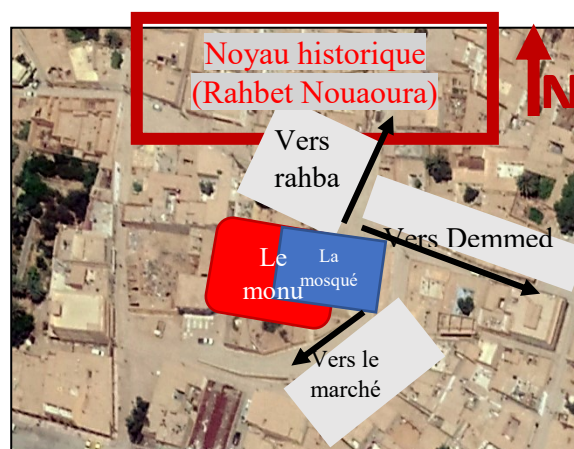 Noyau historique
(Rahbet Nouaoura)
N
Vers
rahba
Vers Demmed
Le
monu
La
mosqué
Vers le
marché